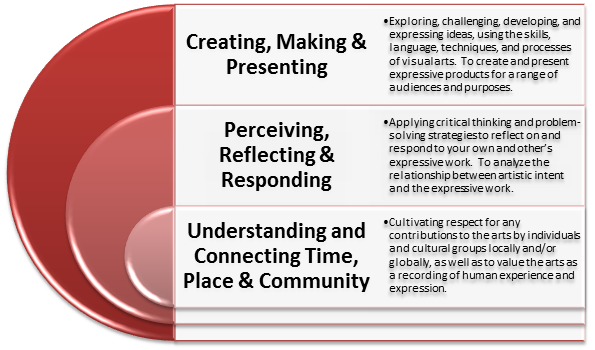 Creating, Making &
Presenting
•Exploring, challenging, developing, and
expressing ideas, using the skills,
language, techniques, and processes
of visual arts. To create and present
expressive products for a range of
audiences and purposes.
Perceiving,
Reflecting &
Responding
•Applying critical thinking and problem-
solving strategies to reflect on and
respond to your own and other's
expressive work. To analyze the
relationship between artistic intent
and the expressive work.
Understanding and
Connecting Time,
Place & Community
•Cultivating respect for any
contributions to the arts by individuals
and cultural groups locally and/or
globally, as well as to value the arts as
a recording of human experience and
expression.